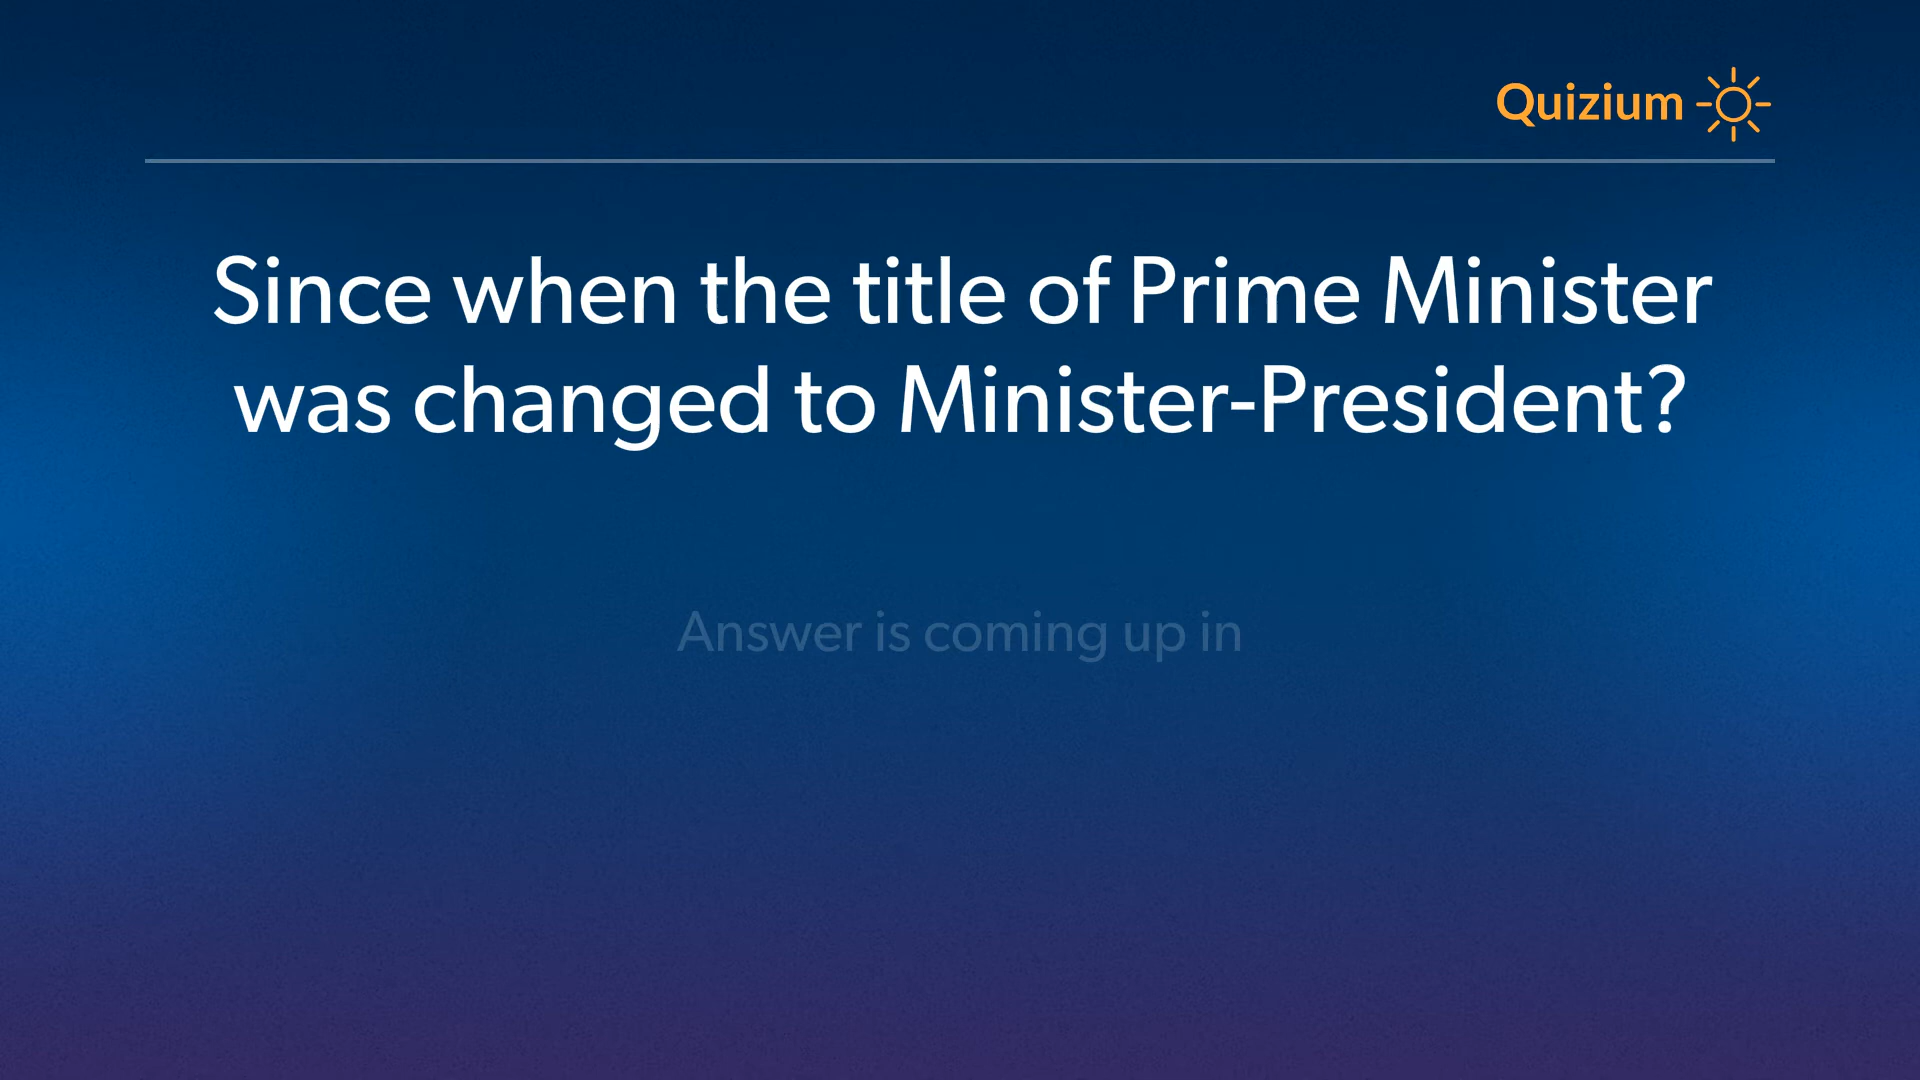 Quizium
Since when the title of Prime Minister
was changed to Minister-President?
Answer is coming up in